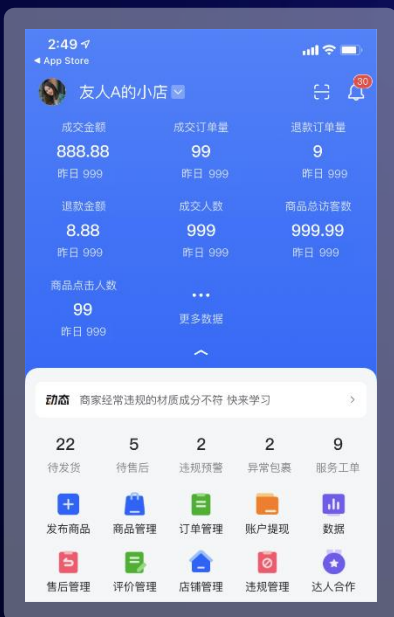 2:49
App Store
友人A的小店
30
成交金额 成交订单量 退款订单量
888.88 99 9
昨日 999 昨日 999 昨日 999
退款金额 成交人数 商品总访客数
8.88 999 999.99
昨日 999 昨日 999 昨日 999
商品点击人数
99
昨日 999
更多数据
动态 商家经常违规的材质成分不符 快来学习
22 5 2 2 9
待发货 待售后 违规预警 异常包裹 服务工单
发布商品 商品管理 订单管理 账户提现 数据
售后管理 评价管理 店铺管理 违规管理 达人合作